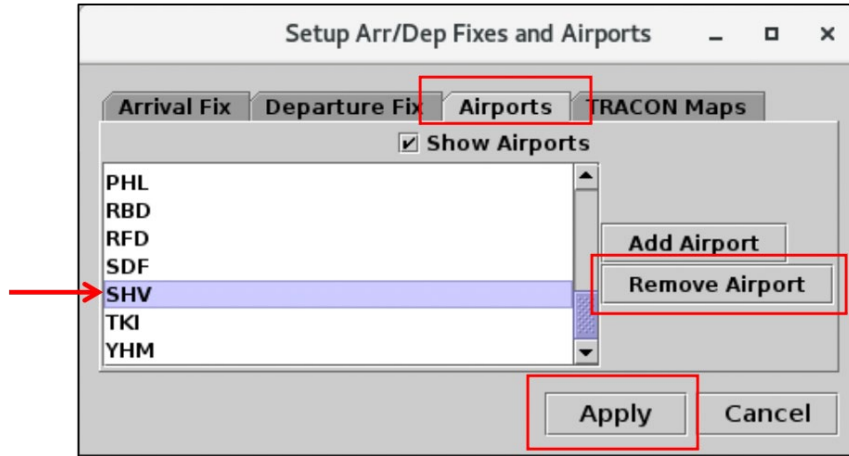 Setup Arr/Dep Fixes and Airports
Arrival Fix Departure Fix Airports TRACON Maps
Show Airports
PHL
RBD
RFD
SDF
SHV
TKI
YHM
Add Airport
Remove Airport
Apply Cancel